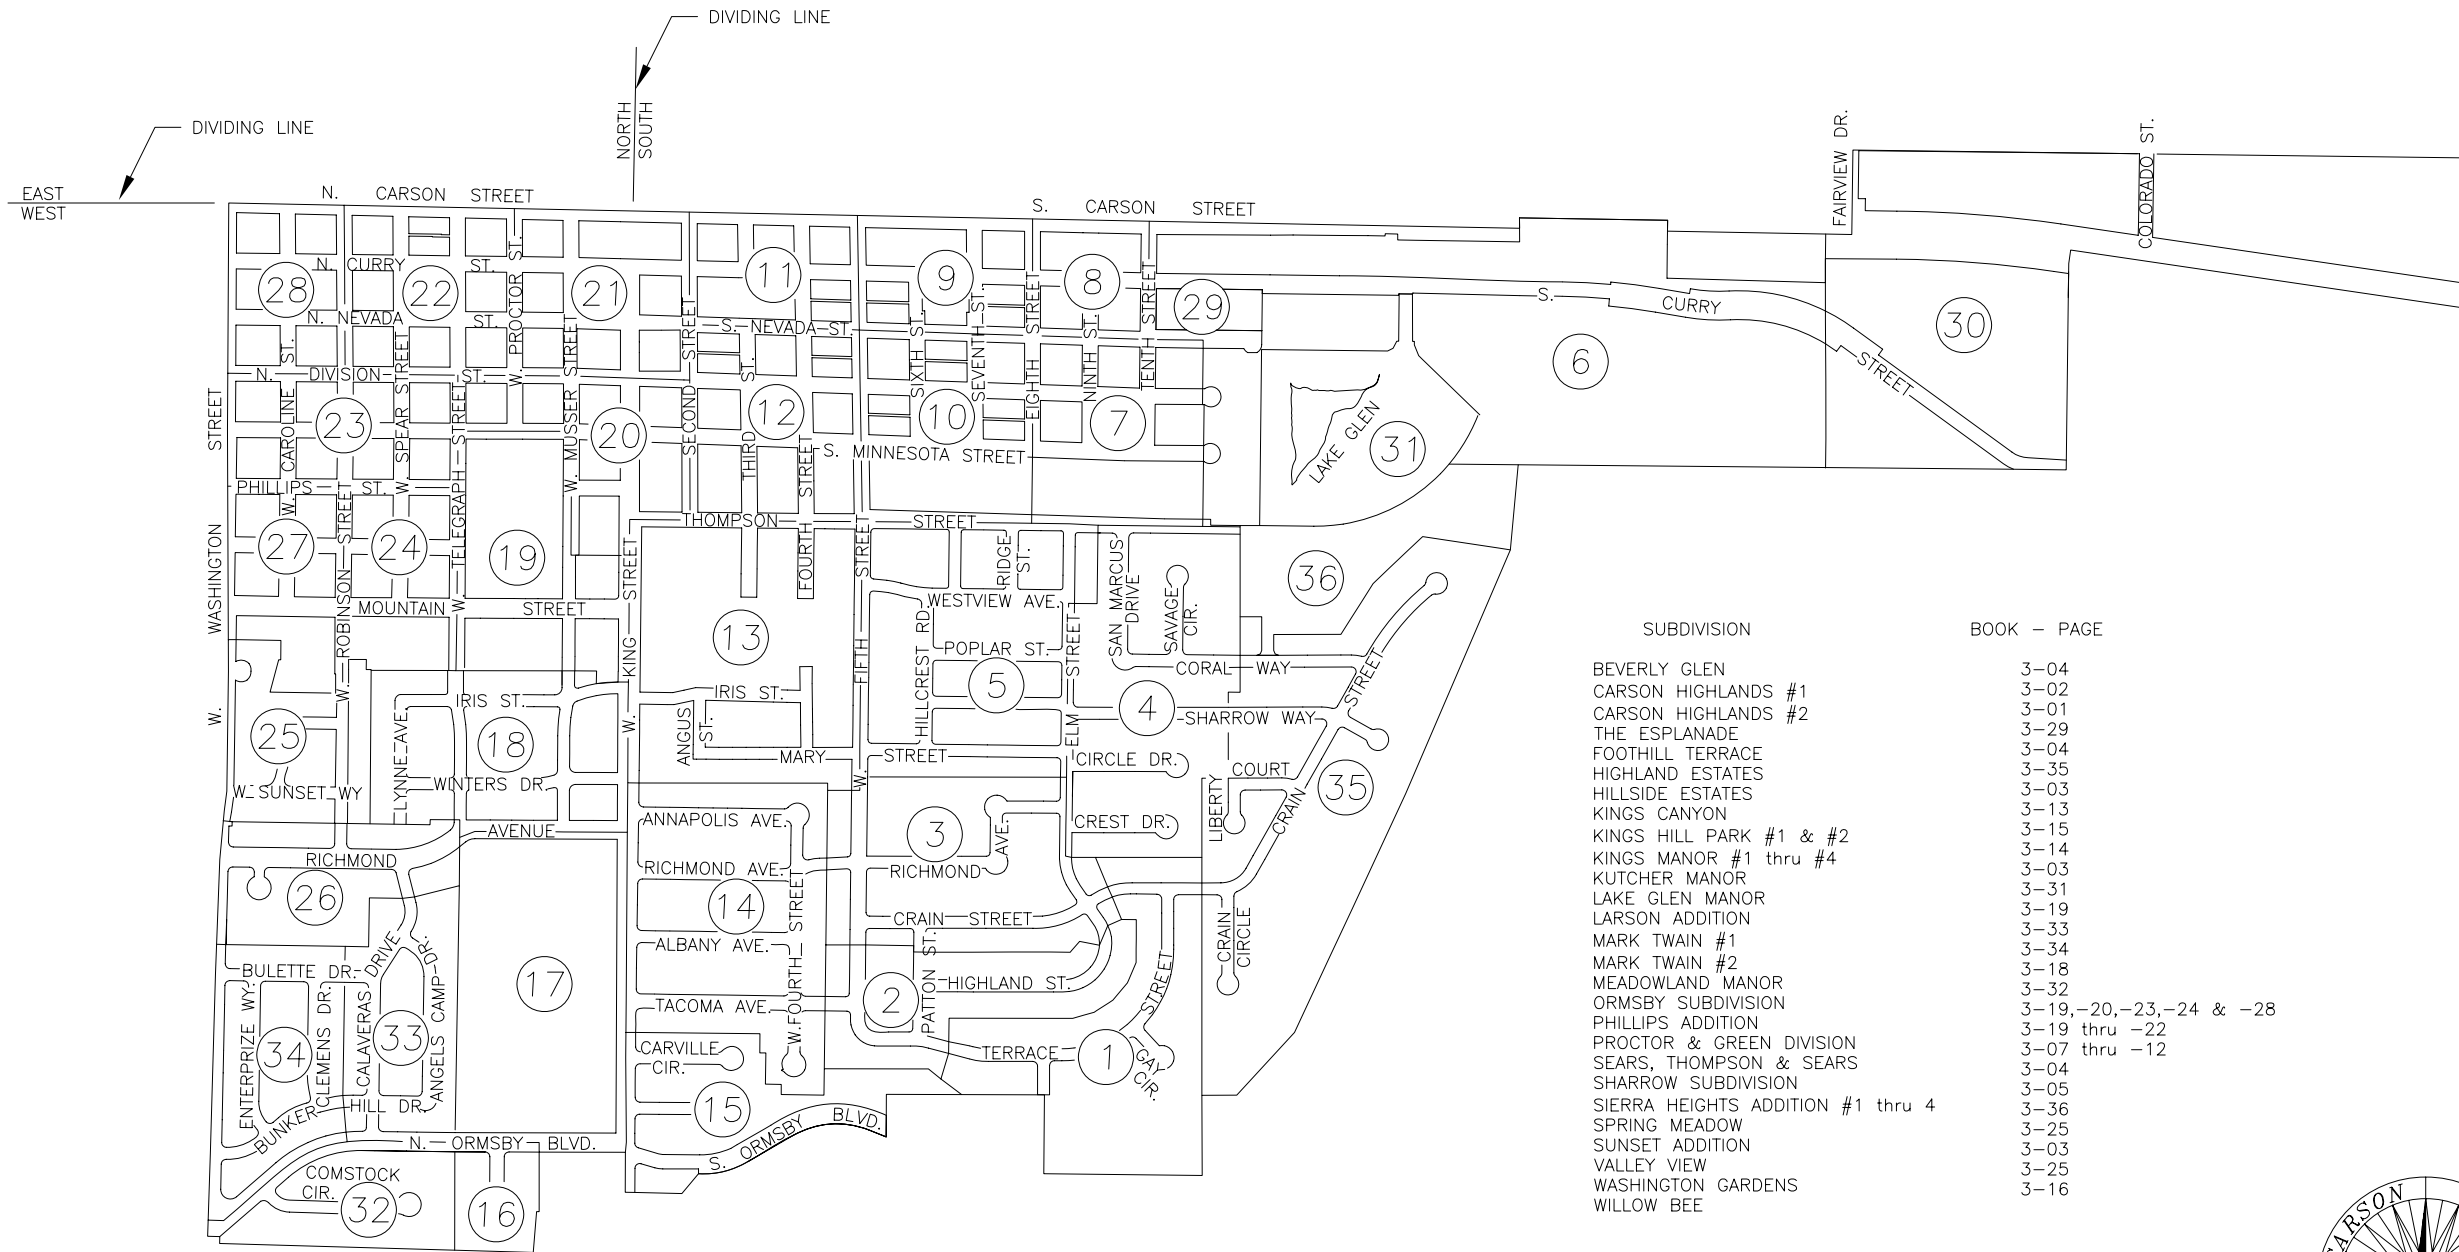 DIVIDING LINE
DIVIDING LINE
NORTH
SOUTH
EAST
WEST
N. CARSON STREET
S. CARSON STREET
FAIRVIEW DR.
COLORADO ST.
N. CURRY ST.
28
22
21
11
9
8
29
S. CURRY STREET
30
6
N. NEVADA ST.
S. NEVADA ST.
W. PROCTOR ST.
N. DIVISION ST.
W. CAROLINE ST.
W. SPEAR STREET
W. TELEGRAPH STREET
W. MUSSER STREET
SECOND STREET
THIRD ST.
FOURTH STREET
SIXTH ST.
SEVENTH ST.
EIGHTH STREET
NINTH ST.
TENTH STREET
23
20
12
10
7
31
LAKE GLEN
S. MINNESOTA STREET
W. WASHINGTON STREET
PHILLIPS ST.
W. ROBINSON STREET
W. KING STREET
W. FIFTH STREET
THOMPSON STREET
FOURTH STREET
27
24
19
36
RIDGE ST.
SAN MARCUS DRIVE
SAVAGE CIR.
MOUNTAIN STREET
WESTVIEW AVE.
13
HILLCREST RD.
POPLAR ST.
ELM STREET
CORAL WAY
5
4
IRIS ST.
IRIS ST.
ANGUS ST.
SHARROW WAY
CRAIN STREET
25
18
LYNNE AVE.
MARY STREET
CIRCLE DR.
LIBERTY COURT
35
W. SUNSET WY
WINTERS DR.
ANNAPOLIS AVE.
3
CREST DR.
RICHMOND AVENUE
RICHMOND AVE.
RICHMOND AVE.
26
14
W. FOURTH STREET
CRAIN STREET
CRAIN CIRCLE
ALBANY AVE.
BULETTE DR.
CALAVERAS DRIVE
ANGELS CAMP DR.
17
PATTON ST.
HIGHLAND ST.
2
TACOMA AVE.
ENTERPRIZE WY.
34
CLEMENS DR.
33
CARVILLE CIR.
TERRACE STREET
1
GAY CIR.
15
BUNKER HILL DR.
N. ORMSBY BLVD.
S. ORMSBY BLVD.
COMSTOCK CIR.
32
16
SUBDIVISION BOOK - PAGE
BEVERLY GLEN 3-04
CARSON HIGHLANDS #1 3-02
CARSON HIGHLANDS #2 3-01
THE ESPLANADE 3-29
FOOTHILL TERRACE 3-04
HIGHLAND ESTATES 3-35
HILLSIDE ESTATES 3-03
KINGS CANYON 3-13
KINGS HILL PARK #1 & #2 3-15
KINGS MANOR #1 thru #4 3-14
KUTCHER MANOR 3-03
LAKE GLEN MANOR 3-31
LARSON ADDITION 3-19
MARK TWAIN #1 3-33
MARK TWAIN #2 3-34
MEADOWLAND MANOR 3-18
ORMSBY SUBDIVISION 3-32
PHILLIPS ADDITION 3-19,-20,-23,-24 & -28
PROCTOR & GREEN DIVISION 3-19 thru -22
SEARS, THOMPSON & SEARS 3-07 thru -12
SHARROW SUBDIVISION 3-04
SIERRA HEIGHTS ADDITION #1 thru 4 3-05
SPRING MEADOW 3-36
SUNSET ADDITION 3-25
VALLEY VIEW 3-03
WASHINGTON GARDENS 3-25
WILLOW BEE 3-16